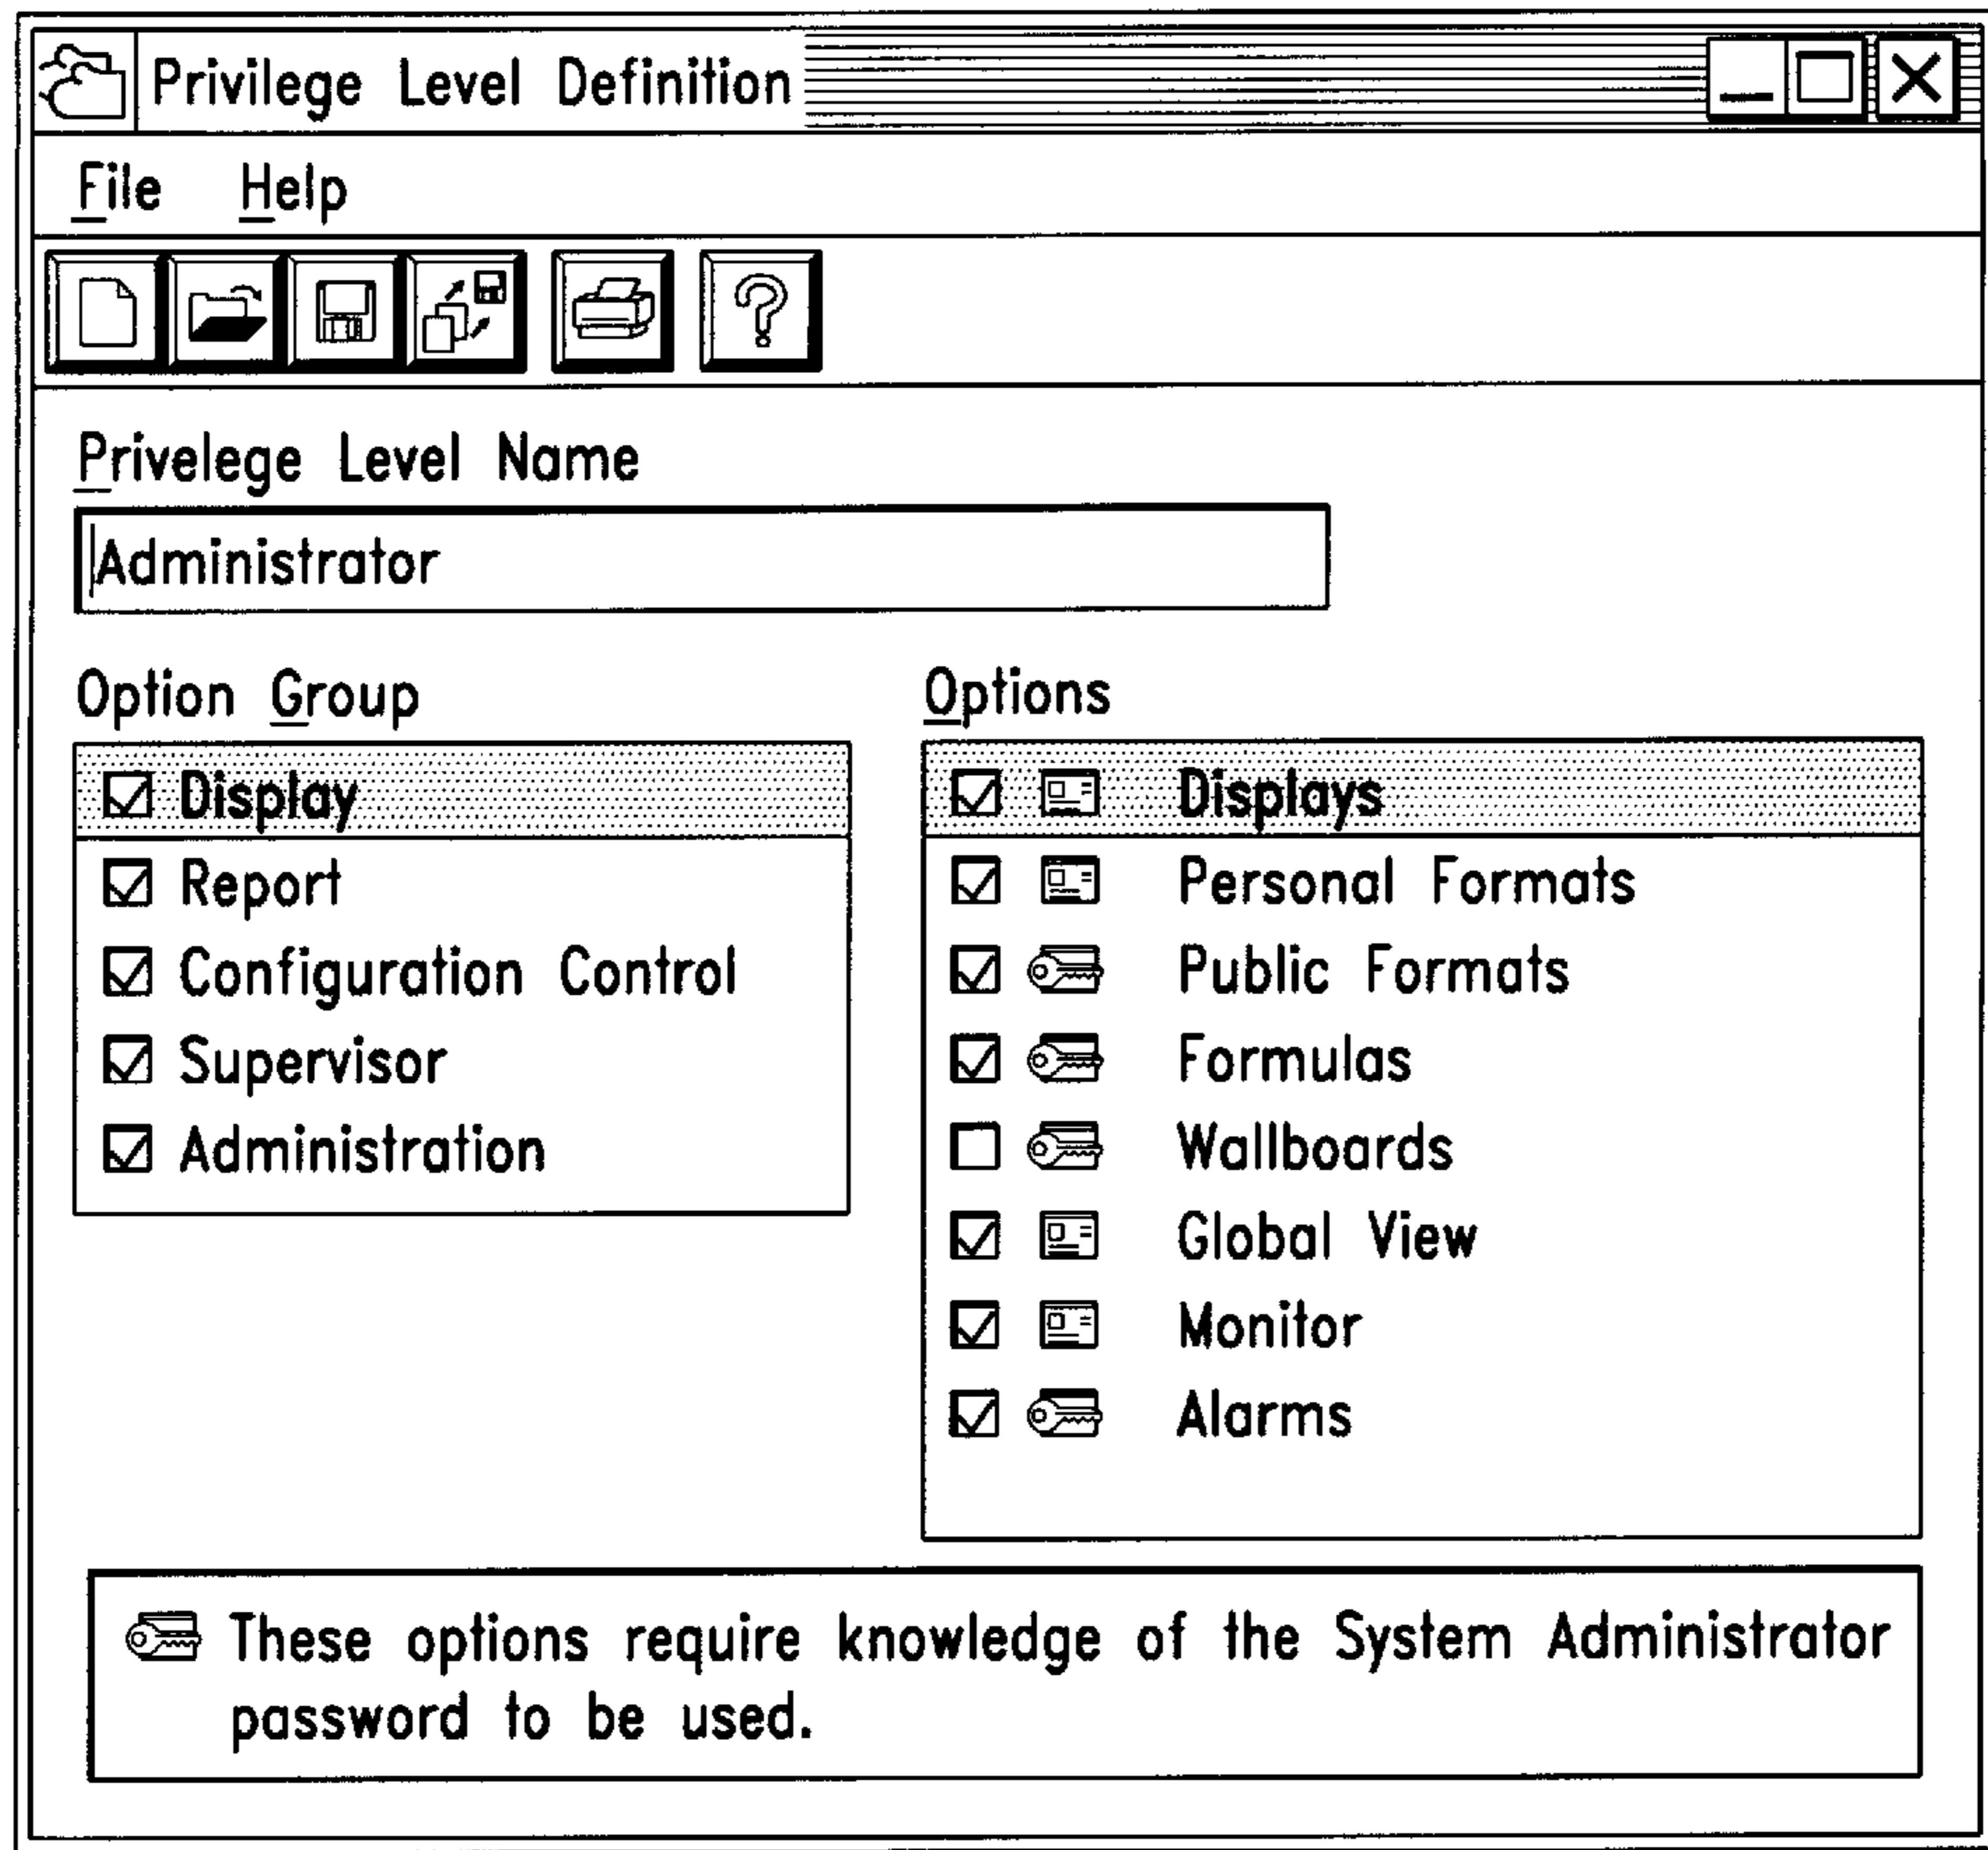 Privilege Level Definition
File Help
Privelege Level Name
Administrator
Option Group
Display
Report
Configuration Control
Supervisor
Administration
Options
Displays
Personal Formats
Public Formats
Formulas
Wallboards
Global View
Monitor
Alarms
These options require knowledge of the System Administrator
password to be used.